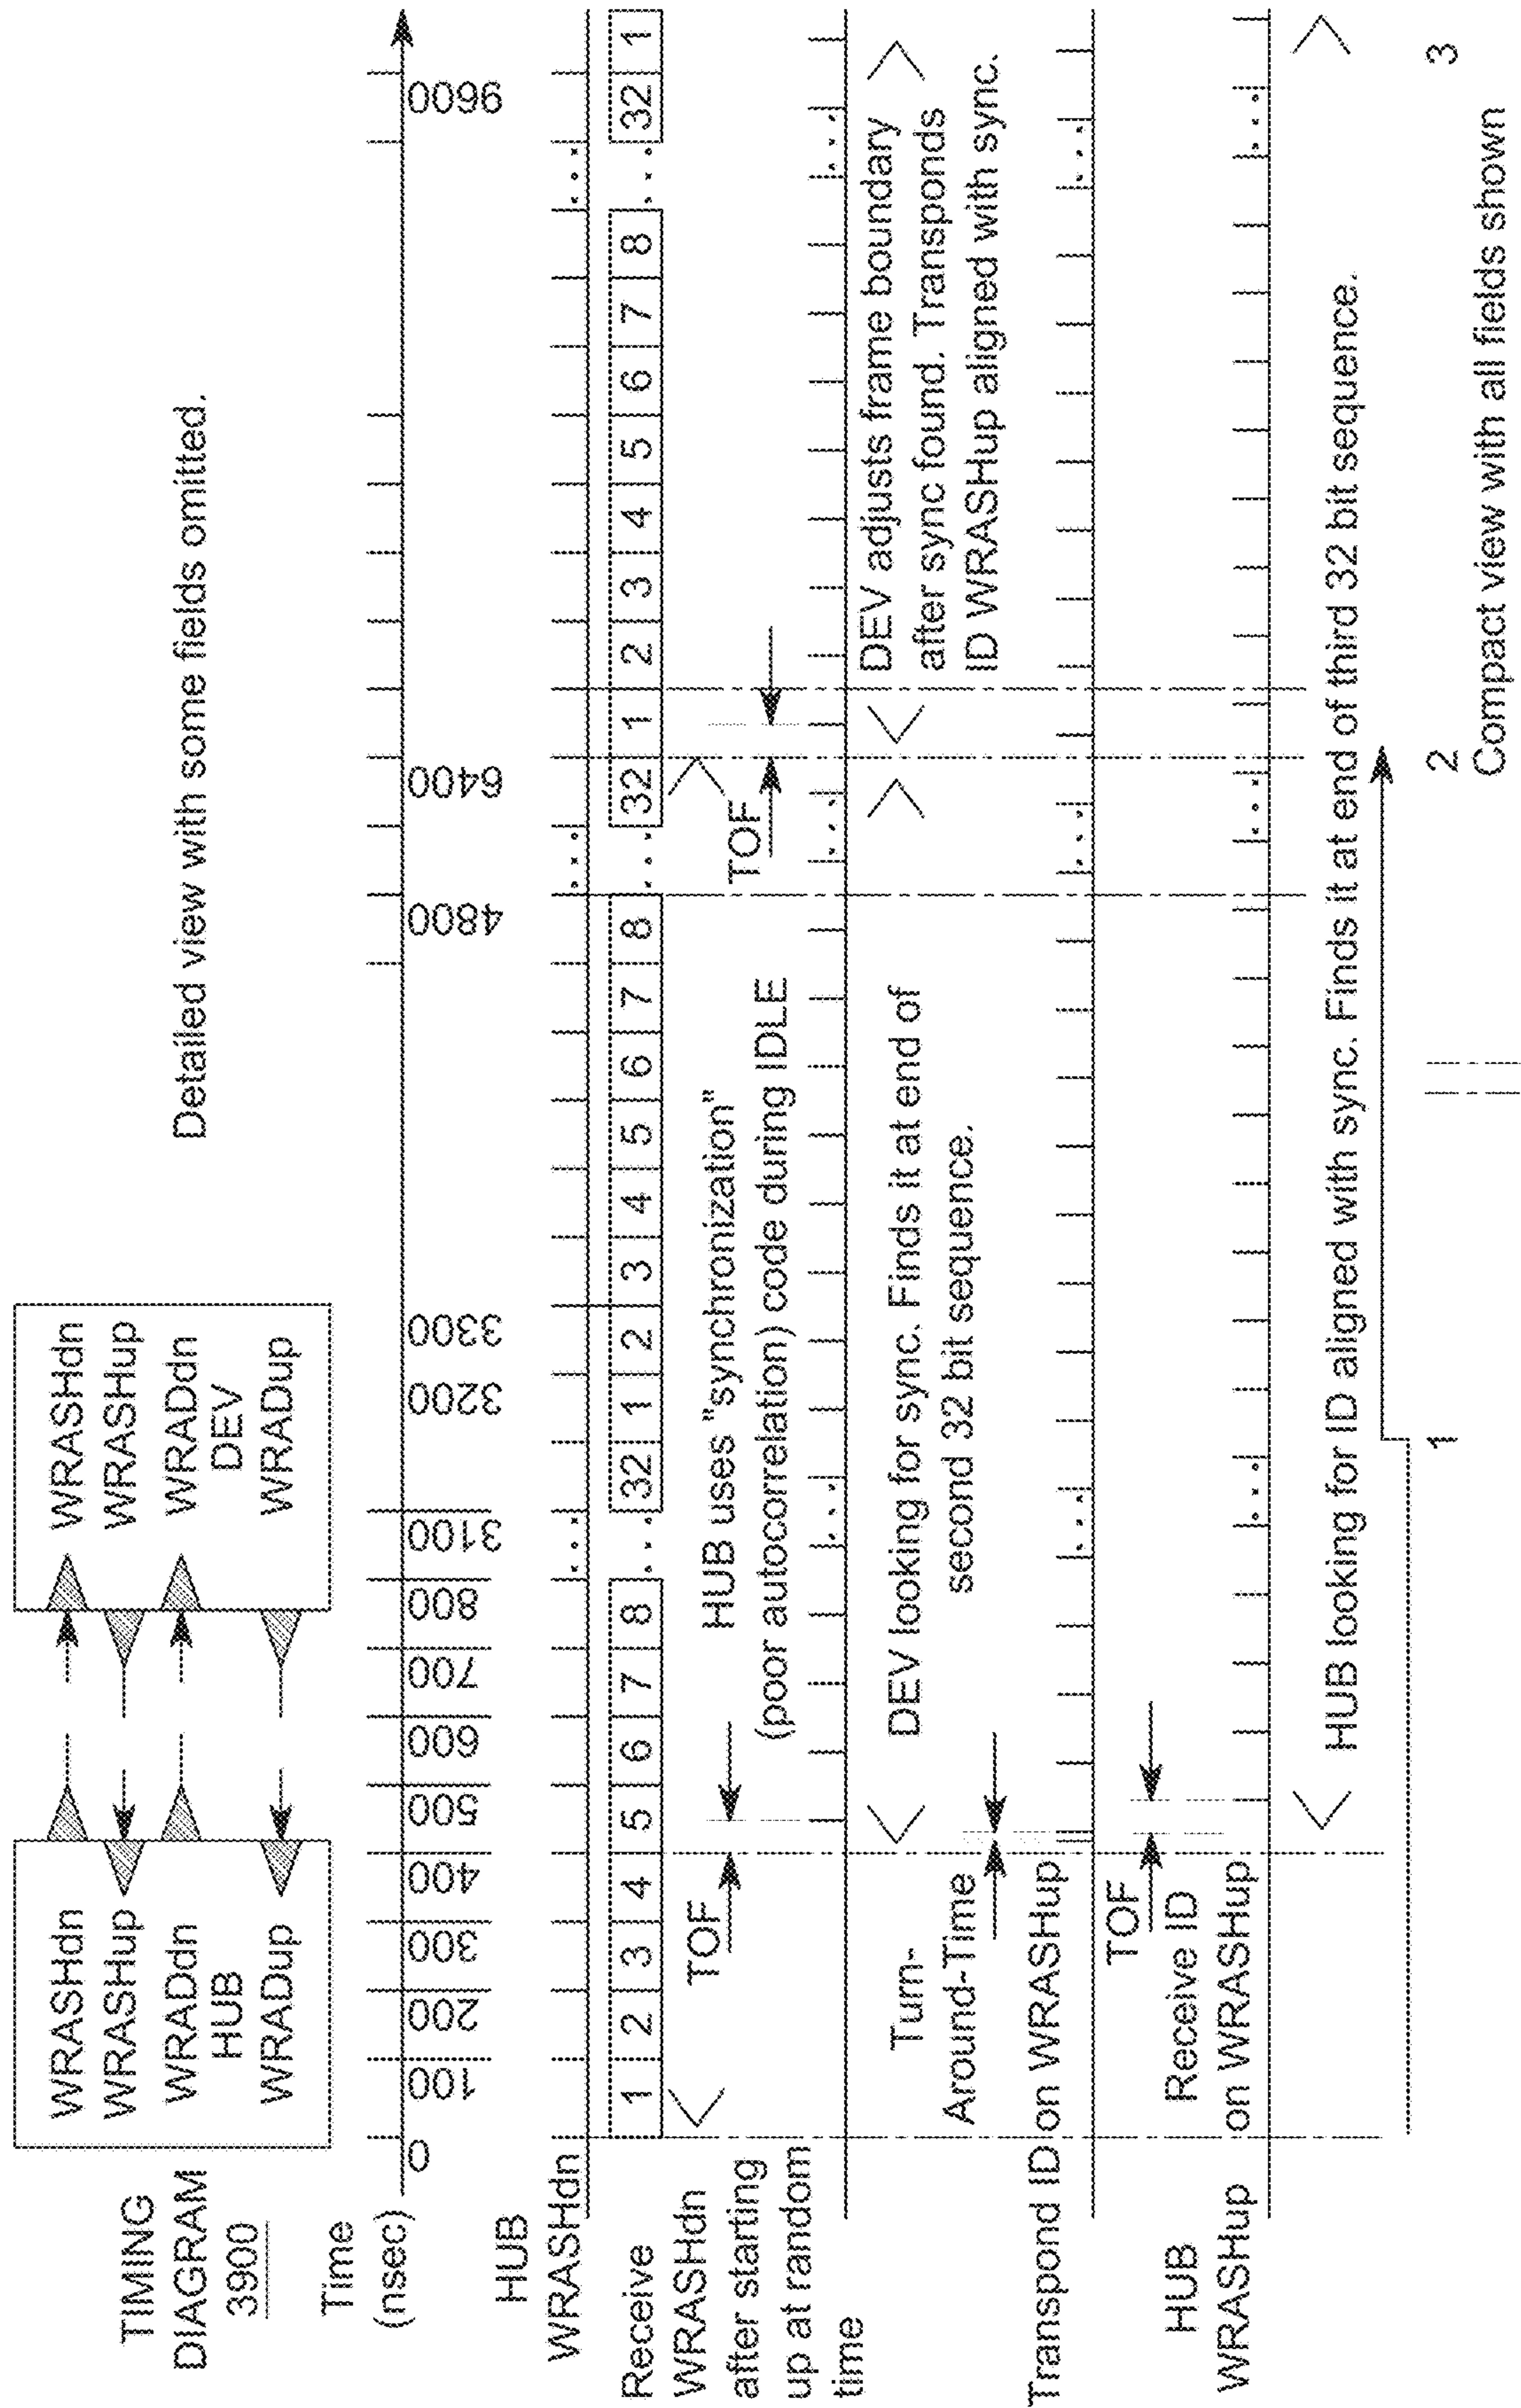 TIMING
DIAGRAM
3900
WRASHdn
WRASHup
WRADdn
HUB
WRADup
WRASHdn
WRASHup
WRADdn
DEV
WRADup
Detailed view with some fields omitted.
Time
(nsec)
0 100 200 300 400 500 600 700 800 3100 3200 3300 4800 6400 9600
HUB
WRASHdn
. . . . . . . . .
1 2 3 4 5 6 7 8 . . . 32 1 2 3 4 5 6 7 8 . . . 32 1 2 3 4 5 6 7 8 . . . 32 1
Receive
WRASHdn
after starting
up at random
time
TOF
HUB uses "synchronization"
(poor autocorrelation) code during IDLE
TOF
. . . . . . . . .
Turn-
Around-Time
DEV looking for sync. Finds it at end of
second 32 bit sequence.
DEV adjusts frame boundary
after sync found. Transponds
ID WRASHup aligned with sync.
Transpond ID on WRASHup
. . . . . . . . .
TOF
HUB
WRASHup
Receive ID
on WRASHup
. . . . . . . . .
HUB looking for ID aligned with sync. Finds it at end of third 32 bit sequence.
1 2 3
Compact view with all fields shown